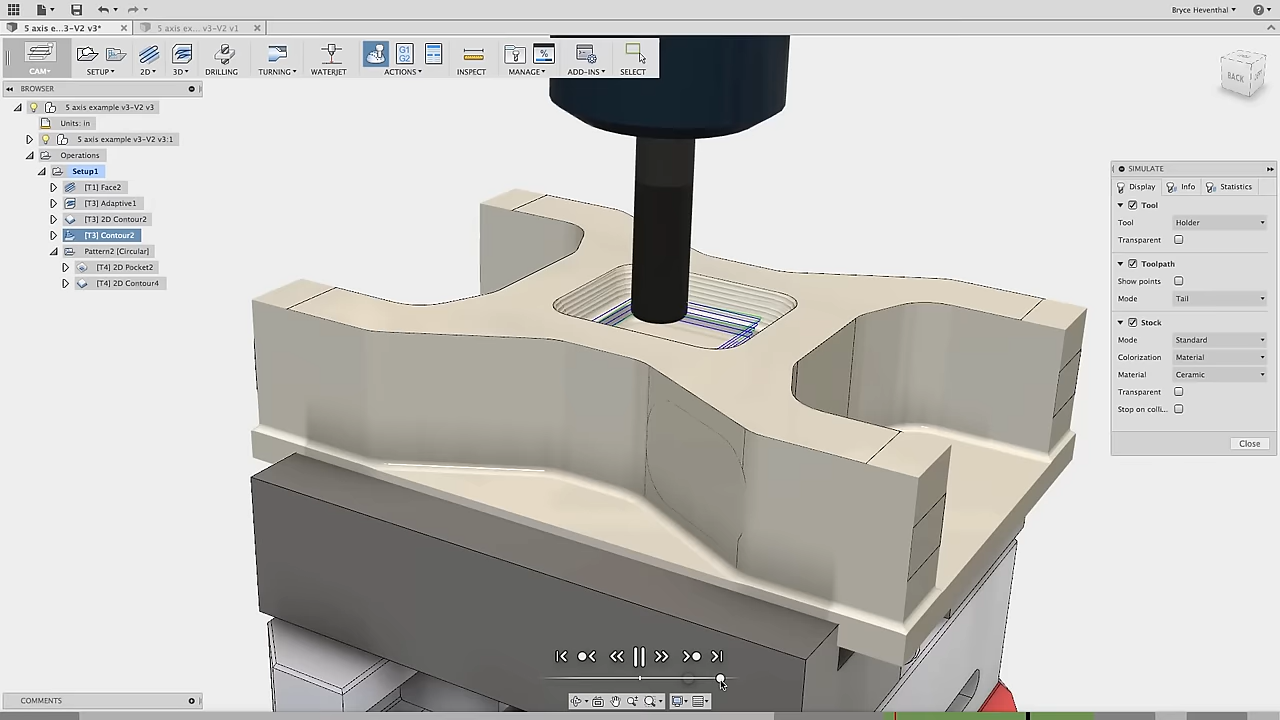 Bryce Heventhal
5 axis e...3-V2 v3*
5 axis ex... v3-V2 v1
CAM
SETUP
2D
3D
DRILLING
TURNING
WATERJET
G1
G2
ACTIONS
INSPECT
MANAGE
ADD-INS
SELECT
BACK
BROWSER
5 axis example v3-V2 v3
Units: in
5 axis example v3-V2 v3:1
Operations
Setup1
[T1] Face2
[T3] Adaptive1
[T3] 2D Contour2
[T3] Contour2
Pattern2 [Circular]
[T4] 2D Pocket2
[T4] 2D Contour4
SIMULATE
Display Info Statistics
Tool
Tool Holder
Transparent
Toolpath
Show points
Mode Tail
Stock
Mode Standard
Colorization Material
Material Ceramic
Transparent
Stop on colli...
Close
COMMENTS